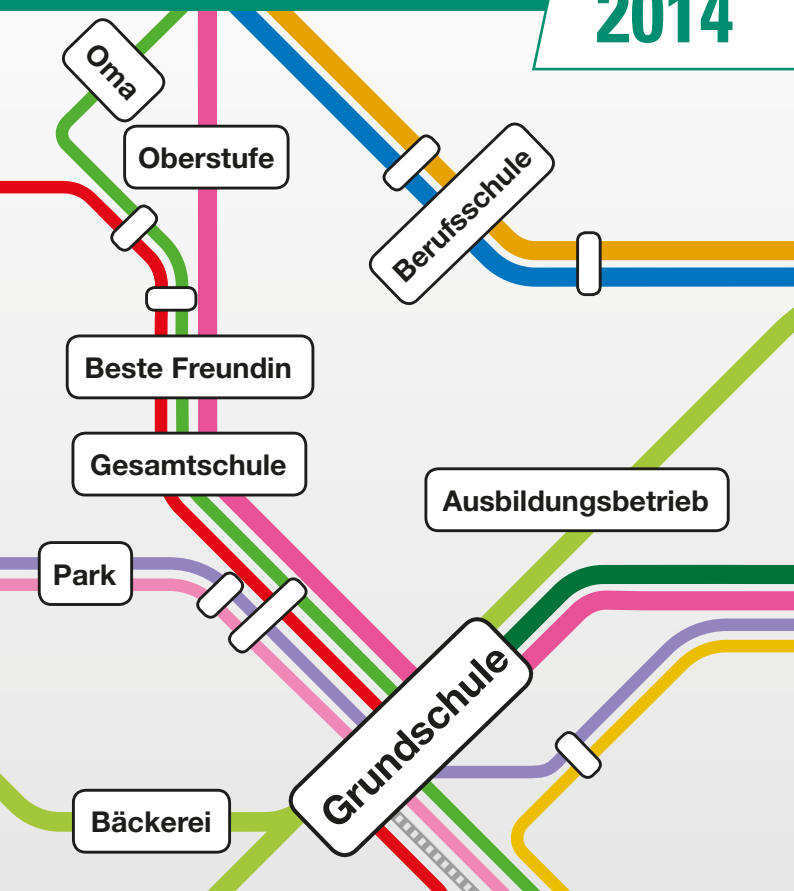 2014
Oma
Oberstufe
Berufsschule
Beste Freundin
Gesamtschule
Ausbildungsbetrieb
Park
Grundschule
Bäckerei